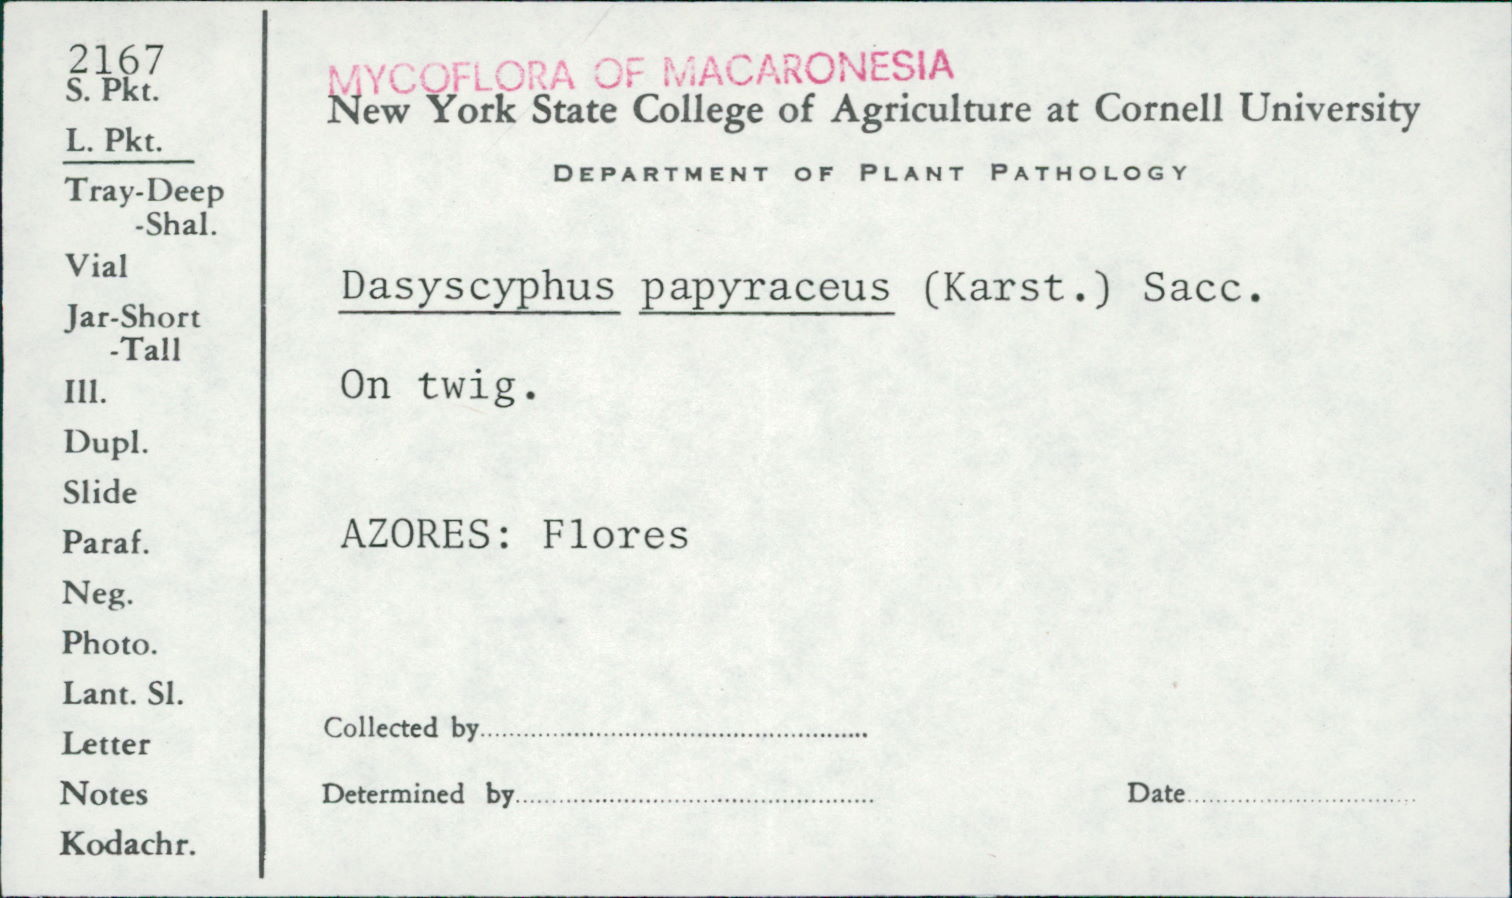 2167
S. Pkt.
L. Pkt.
Tray-Deep
-Shal.
Vial
Jar-Short
-Tall
Ill.
Dupl.
Slide
Paraf.
Neg.
Photo.
Lant. Sl.
Letter
Notes
Kodachr.
MYCOFLORA OF MACARONESIA
New York State College of Agriculture at Cornell University
DEPARTMENT OF PLANT PATHOLOGY
Dasyscyphus papyraceus (Karst.) Sacc.
On twig.
AZORES: Flores
Collected by
Determined by
Date